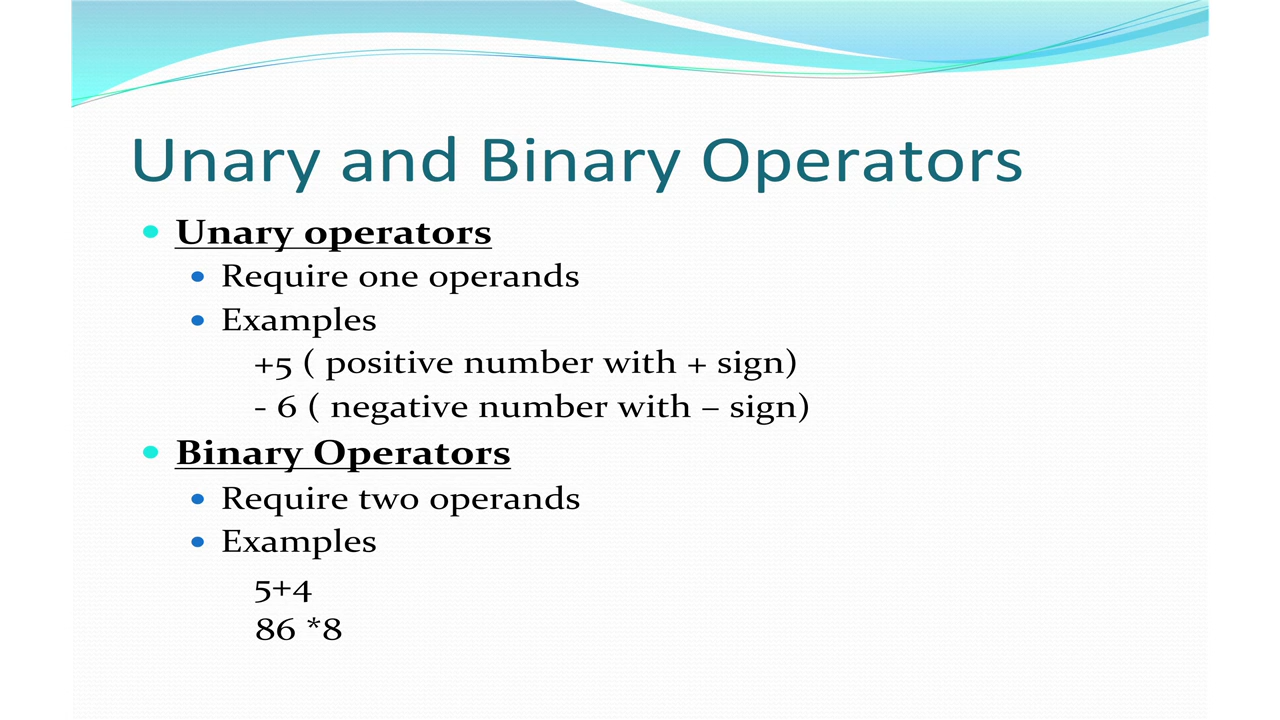 Unary and Binary Operators
Unary operators
Require one operands
Examples
+5 ( positive number with + sign)
- 6 ( negative number with – sign)
Binary Operators
Require two operands
Examples
5+4
86 *8